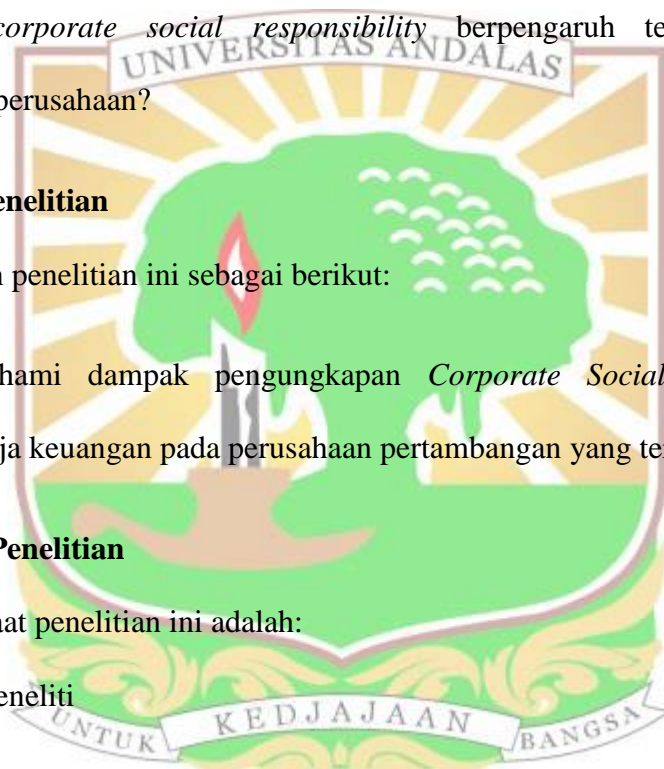 corporate social responsibility berpengaruh te
UNIVERSITAS ANDALAS
perusahaan?
enelitian
n penelitian ini sebagai berikut:
hami dampak pengungkapan Corporate Social
ja keuangan pada perusahaan pertambangan yang te
Penelitian
at penelitian ini adalah:
eneliti
UNTUK KEDJAJAAN BANGSA